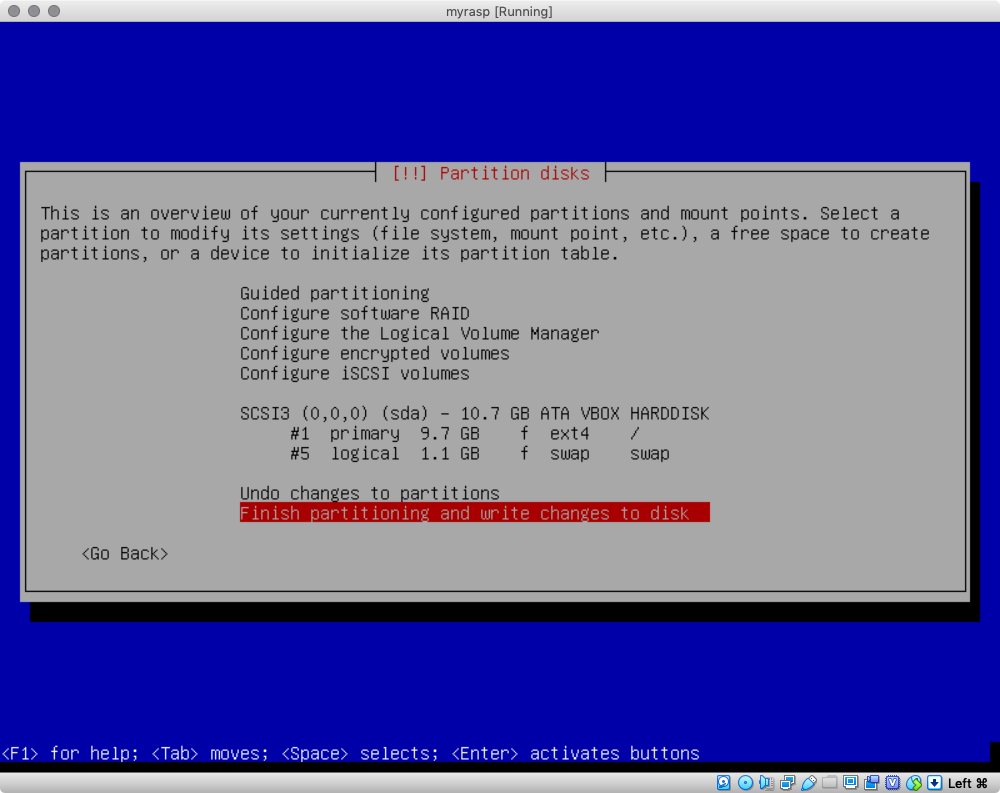 myrasp [Running]
[!!] Partition disks
This is an overview of your currently configured partitions and mount points. Select a
partition to modify its settings (file system, mount point, etc.), a free space to create
partitions, or a device to initialize its partition table.
Guided partitioning
Configure software RAID
Configure the Logical Volume Manager
Configure encrypted volumes
Configure iSCSI volumes
SCSI3 (0,0,0) (sda) - 10.7 GB ATA VBOX HARDDISK
#1 primary 9.7 GB f ext4 /
#5 logical 1.1 GB f swap swap
Undo changes to partitions
Finish partitioning and write changes to disk
<Go Back>
<F1> for help; <Tab> moves; <Space> selects; <Enter> activates buttons
Left ⌘